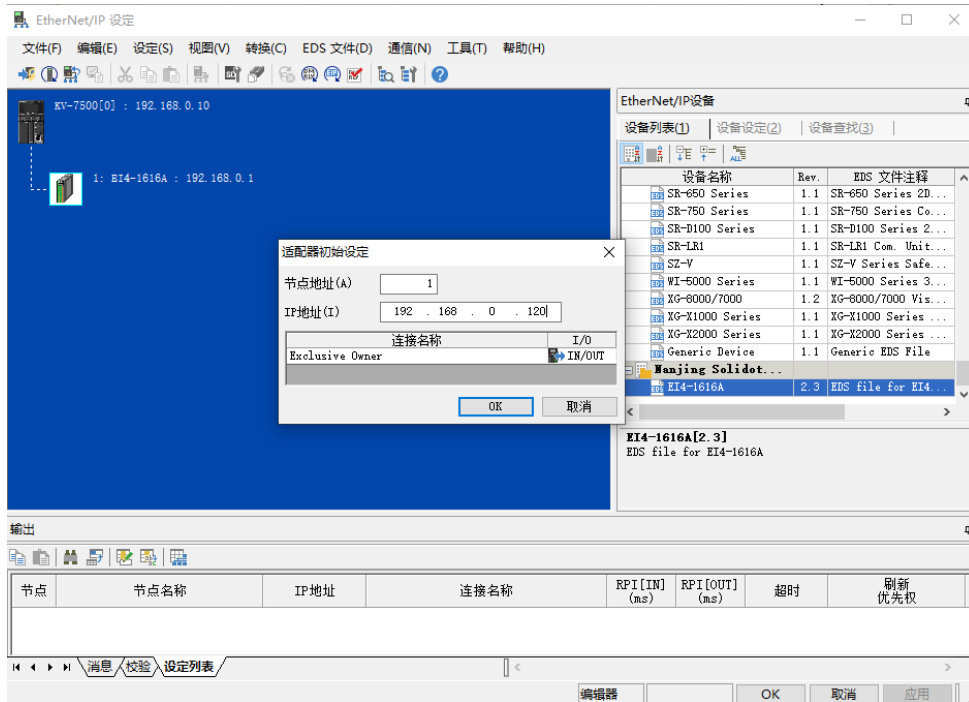 EtherNet/IP 设定
文件(F) 编辑(E) 设定(S) 视图(V) 转换(C) EDS 文件(D) 通信(N) 工具(T) 帮助(H)
KV-7500[0] : 192.168.0.10
1: EI4-1616A : 192.168.0.1
EtherNet/IP设备
设备列表(1) 设备设定(2) 设备查找(3)
设备名称 Rev. EDS 文件注释
SR-650 Series 1.1 SR-650 Series 2D...
SR-750 Series 1.1 SR-750 Series Co...
SR-D100 Series 1.1 SR-D100 Series 2...
SR-LR1 1.1 SR-LR1 Com. Unit...
SZ-V 1.1 SZ-V Series Safe...
WI-5000 Series 1.1 WI-5000 Series 3...
XG-8000/7000 1.2 XG-8000/7000 Vis...
XG-X1000 Series 1.1 XG-X1000 Series ...
XG-X2000 Series 1.1 XG-X2000 Series ...
Generic Device 1.1 Generic EDS File
Nanjing Solidot...
EI4-1616A 2.3 EDS file for EI4...
EI4-1616A[2.3]
EDS file for EI4-1616A
适配器初始设定
节点地址(A) 1
IP地址(I) 192 . 168 . 0 . 120
连接名称 I/O
Exclusive Owner IN/OUT
OK 取消
输出
节点 节点名称 IP地址 连接名称 RPI[IN] (ms) RPI[OUT] (ms) 超时 刷新 优先权
消息 校验 设定列表
编辑器 OK 取消 应用